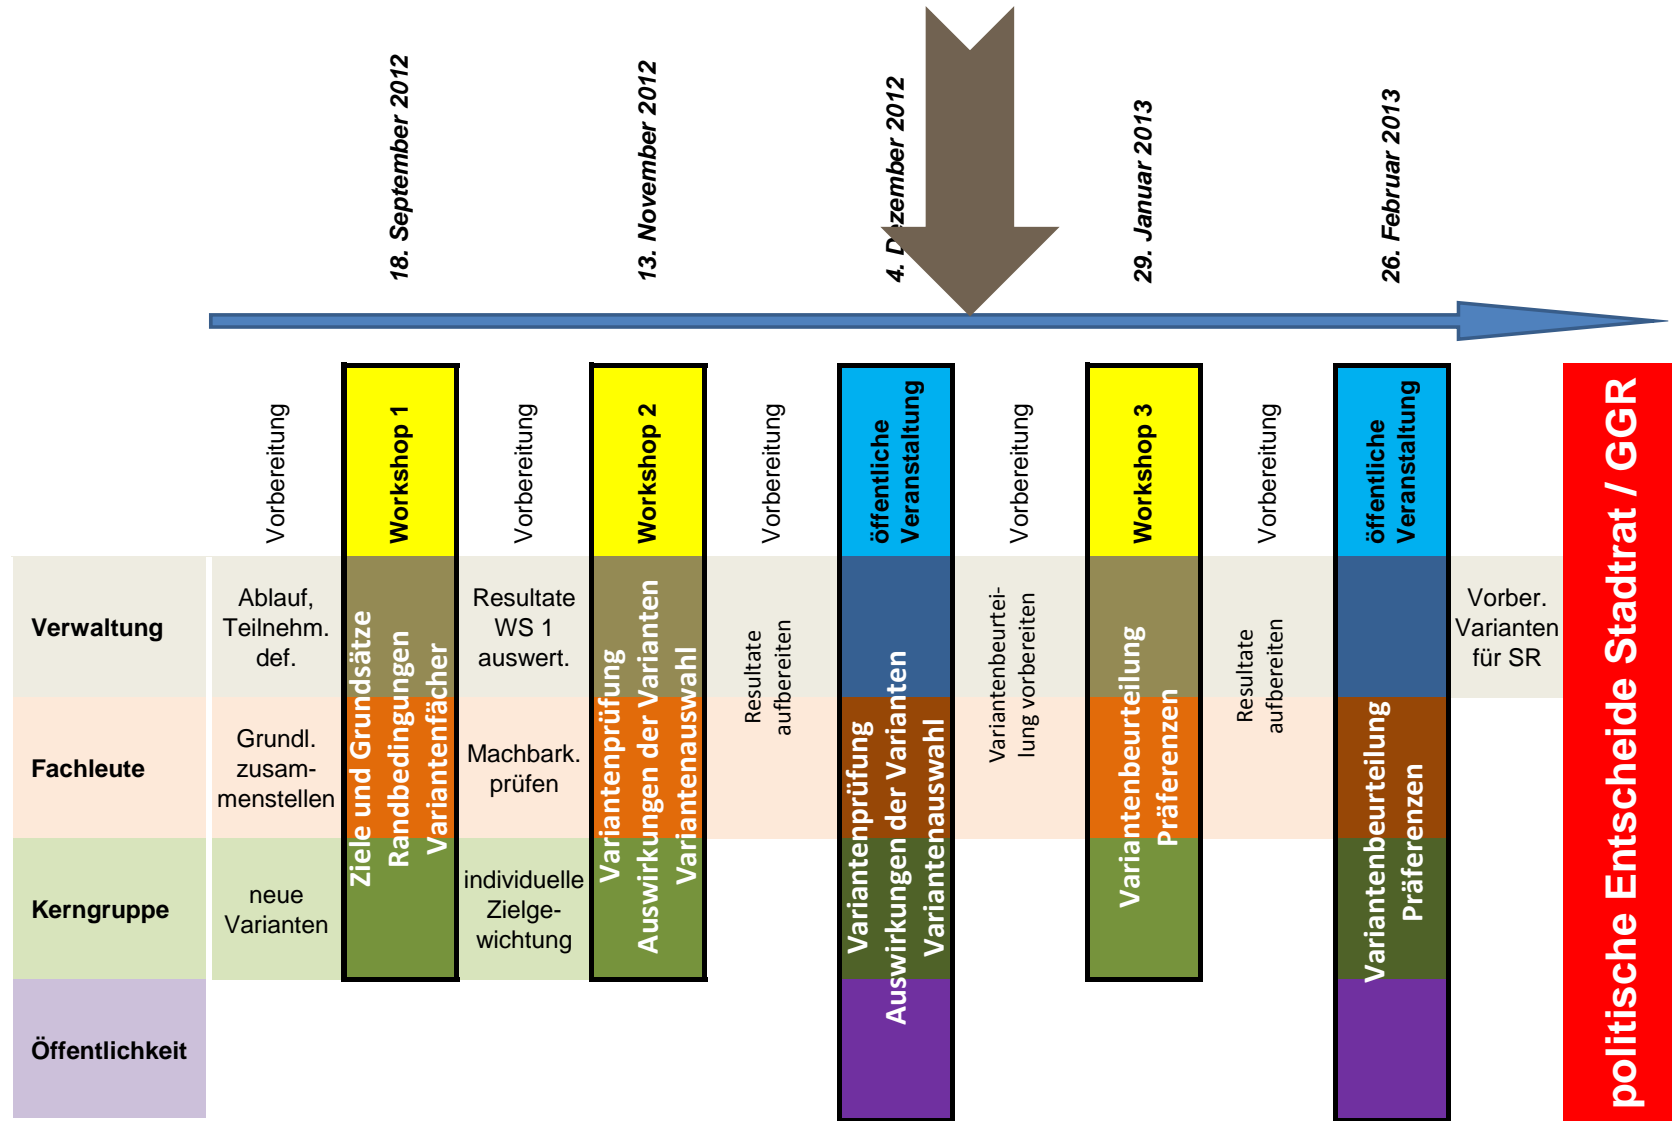 18. September 2012
13. November 2012
4. Dezember 2012
29. Januar 2013
26. Februar 2013
Vorbereitung
Workshop 1
Vorbereitung
Workshop 2
Vorbereitung
öffentliche
Veranstaltung
Vorbereitung
Workshop 3
Vorbereitung
öffentliche
Veranstaltung
politische Entscheide Stadtrat / GGR
Verwaltung
Ablauf,
Teilnehm.
def.
Ziele und Grundsätze
Randbedingungen
Variantenfächer
Resultate
WS 1
auswert.
Variantenprüfung
Auswirkungen der Varianten
Variantenauswahl
Resultate
aufbereiten
Variantenprüfung
Auswirkungen der Varianten
Variantenauswahl
Variantenbeurtei-
lung vorbereiten
Variantenbeurteilung
Präferenzen
Resultate
aufbereiten
Variantenbeurteilung
Präferenzen
Vorber.
Varianten
für SR
Fachleute
Grundl.
zusam-
menstellen
Machbark.
prüfen
Kerngruppe
neue
Varianten
individuelle
Zielge-
wichtung
Öffentlichkeit